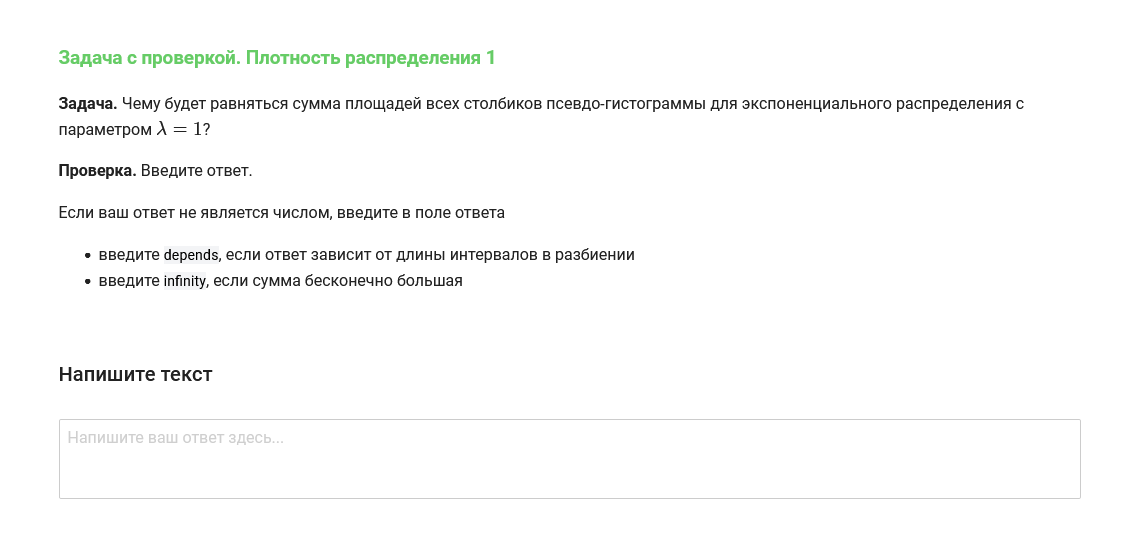 Задача с проверкой. Плотность распределения 1
Задача. Чему будет равняться сумма площадей всех столбиков псевдо-гистограммы для экспоненциального распределения с
параметром λ = 1?
Проверка. Введите ответ.
Если ваш ответ не является числом, введите в поле ответа
• введите depends, если ответ зависит от длины интервалов в разбиении
• введите infinity, если сумма бесконечно большая
Напишите текст
Напишите ваш ответ здесь...